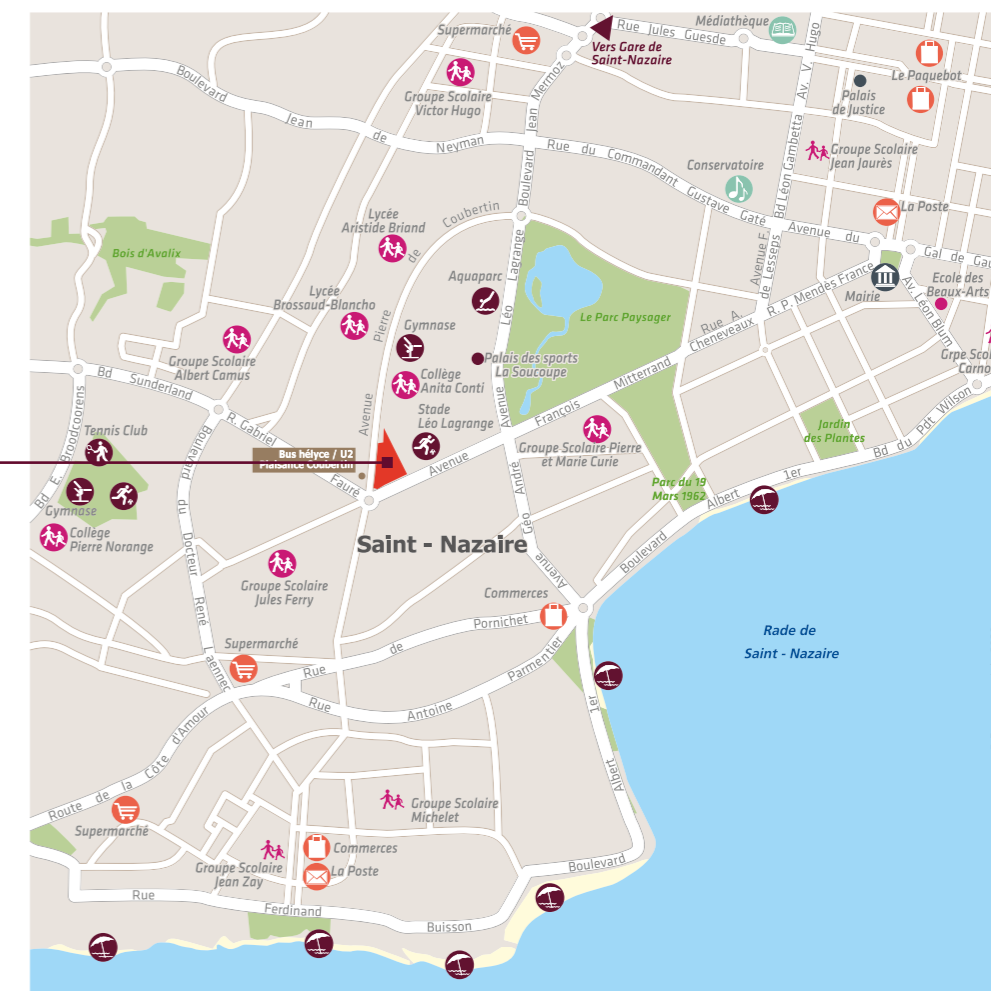 Supermarché
Rue Jules Guesde
Médiathèque
Av. V. Hugo
Vers Gare de
Saint-Nazaire
Le Paquebot
Palais
de Justice
Groupe Scolaire
Victor Hugo
Boulevard Jean Mermoz
Boulevard Jean de Neyman
Rue du Commandant Gustave Gaté
Bd Léon Gambetta
Groupe Scolaire
Jean Jaurès
Conservatoire
La Poste
Lycée
Aristide Briand
Avenue Pierre de Coubertin
Bois d'Avalix
Avenue du Gal de Gau
Avenue F.
de Lesseps
Aquaparc
Avenue Léo Lagrange
Mairie
R. P. Mendes France
Ecole des
Beaux-Arts
Av. Léon Blum
Lycée
Brossaud-Blancho
Gymnase
Le Parc Paysager
Rue A.
Cheneveaux
Groupe Scolaire
Albert Camus
Palais des sports
La Soucoupe
Grpe Scol
Carno
Collège
Anita Conti
Bd Sunderland
Avenue François Mitterrand
Stade
Léo Lagrange
R. Gabriel Fauré
Tennis Club
Bd E. Broodcoorens
Bus hélyce / U2
Plaisance Coubertin
Groupe Scolaire Pierre
et Marie Curie
Jardin
des Plantes
Bd du Pdt Wilson
Gymnase
Parc du 19
Mars 1962
Boulevard Albert 1er
Collège
Pierre Norange
Saint - Nazaire
Boulevard du Docteur René Laennec
Avenue Géo André
Groupe Scolaire
Jules Ferry
Commerces
Rade de
Saint - Nazaire
Supermarché
Rue de Pornichet
Rue Antoine Parmentier
Route de la Côte d'Amour
Boulevard Albert 1er
Supermarché
Groupe Scolaire
Michelet
Commerces
Groupe Scolaire
Jean Zay
La Poste
Rue Ferdinand Buisson